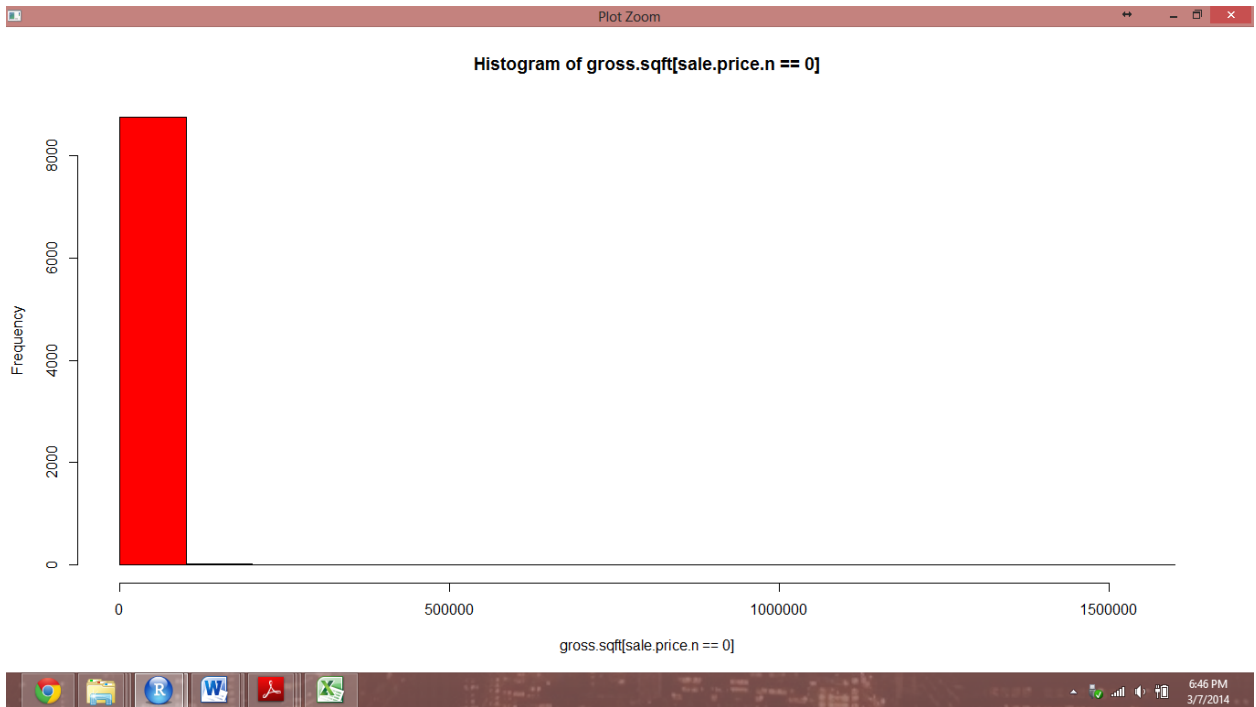 Plot Zoom
Histogram of gross.sqft[sale.price.n == 0]
Frequency
8000
6000
4000
2000
0
0 500000 1000000 1500000
gross.sqft[sale.price.n == 0]
R
W
X
6:46 PM
3/7/2014